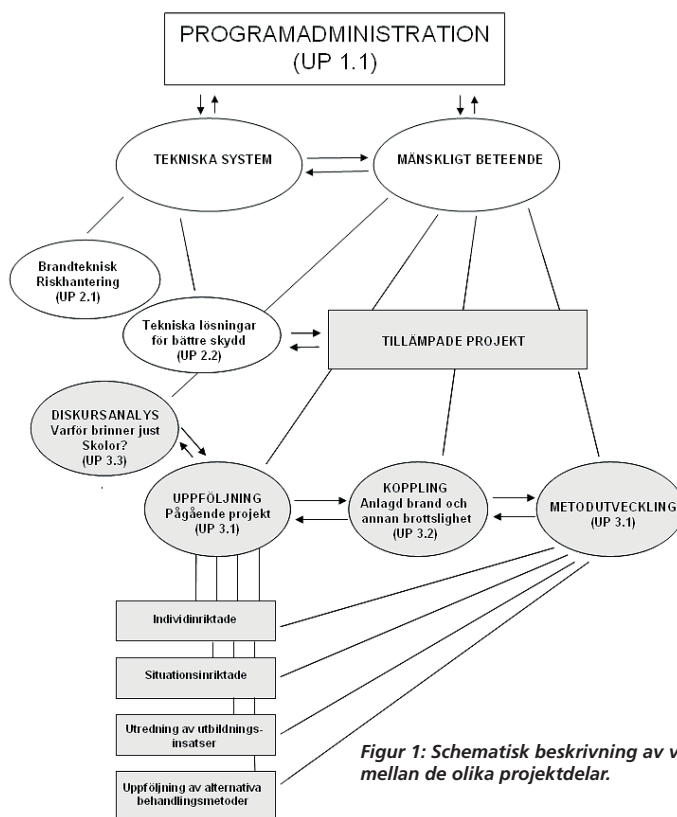 PROGRAMADMINISTRATION
(UP 1.1)
TEKNISKA SYSTEM
MÄNSKLIGT BETEENDE
Brandteknisk
Riskhantering
(UP 2.1)
Tekniska lösningar
för bättre skydd
(UP 2.2)
TILLÄMPADE PROJEKT
DISKURSANALYS
Varför brinner just
Skolor?
(UP 3.3)
UPPFÖLJNING
Pågående projekt
(UP 3.1)
KOPPLING
Anlagd brand och
annan brottslighet
(UP 3.2)
METODUTVECKLING
(UP 3.1)
Individinriktade
Situationsinriktade
Utredning av utbildnings-
insatser
Uppföljning av alternativa
behandlingsmetoder
Figur 1: Schematisk beskrivning av v
mellan de olika projektdelar.